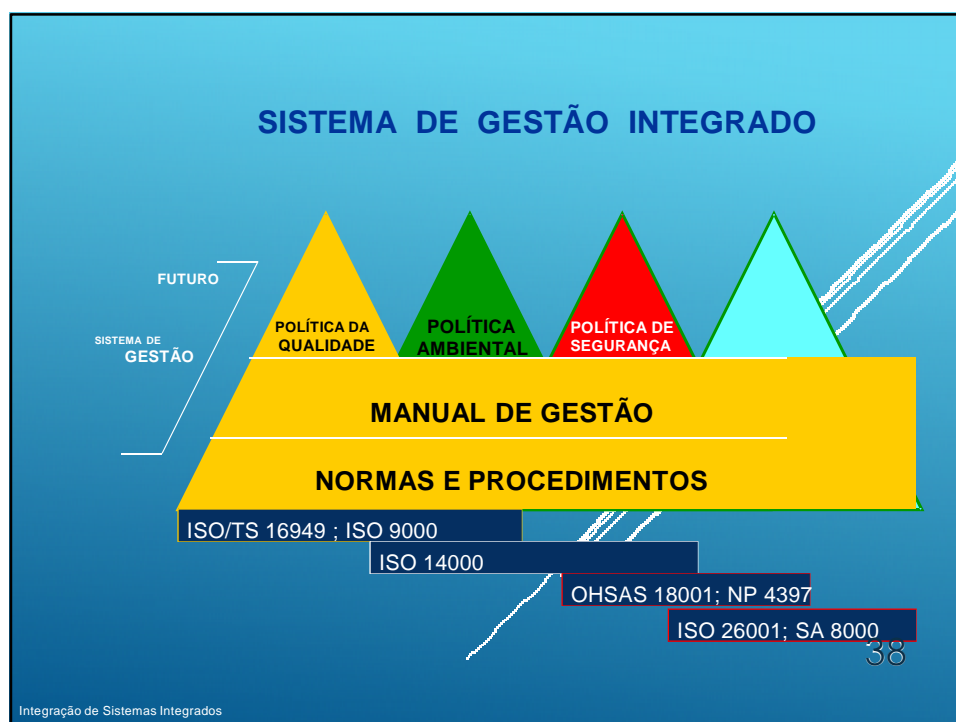 SISTEMA DE GESTÃO INTEGRADO
FUTURO
SISTEMA DE
GESTÃO
POLÍTICA DA
QUALIDADE
POLÍTICA
AMBIENTAL
POLÍTICA DE
SEGURANÇA
MANUAL DE GESTÃO
NORMAS E PROCEDIMENTOS
ISO/TS 16949 ; ISO 9000
ISO 14000
OHSAS 18001; NP 4397
ISO 26001; SA 8000
38
Integração de Sistemas Integrados